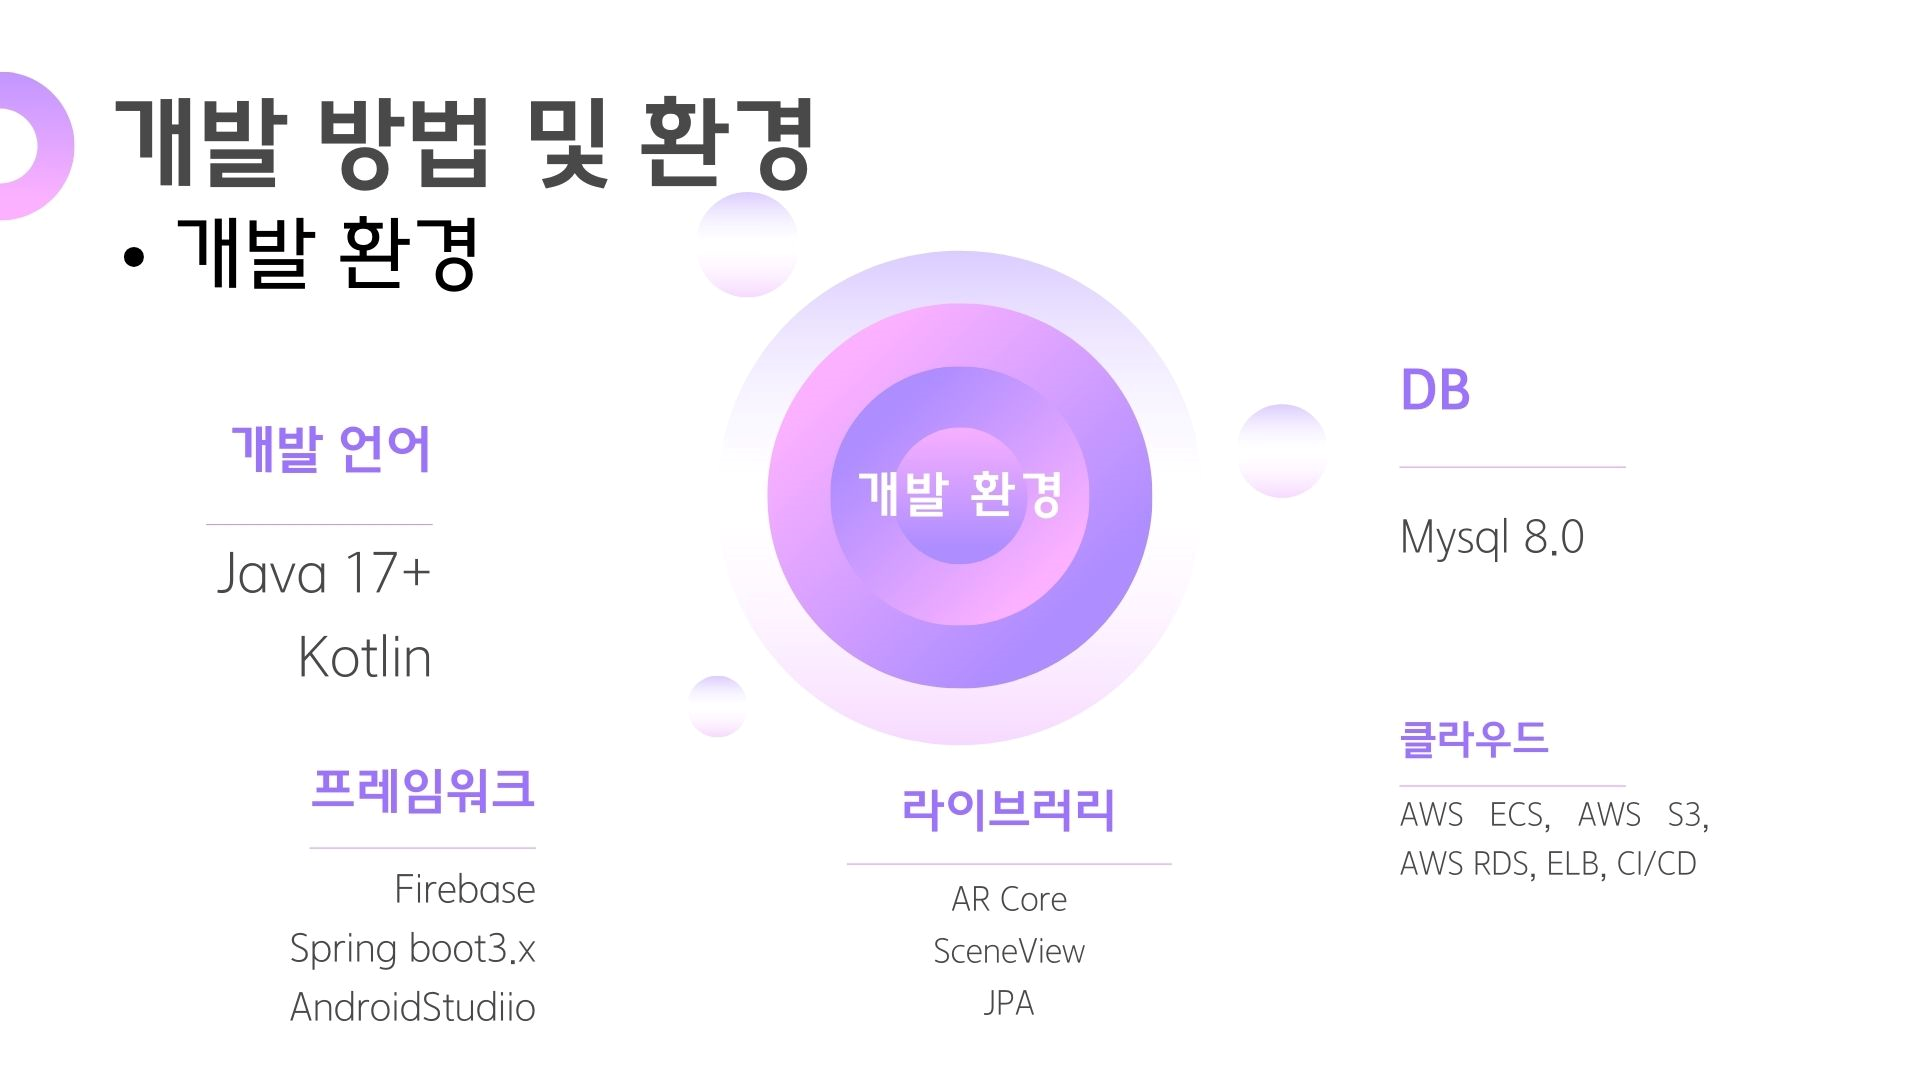 개발 방법 및 환경
• 개발 환경
개발 언어
Java 17+
Kotlin
프레임워크
Firebase
Spring boot3.x
AndroidStudiio
개발 환경
라이브러리
AR Core
SceneView
JPA
DB
Mysql 8.0
클라우드
AWS ECS, AWS S3,
AWS RDS, ELB, CI/CD